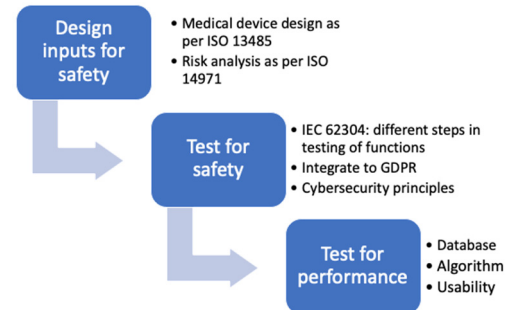 Design
inputs for
safety
• Medical device design as
per ISO 13485
• Risk analysis as per ISO
14971
Test for
safety
• IEC 62304: different steps in
testing of functions
• Integrate to GDPR
• Cybersecurity principles
Test for
performance
• Database
• Algorithm
• Usability